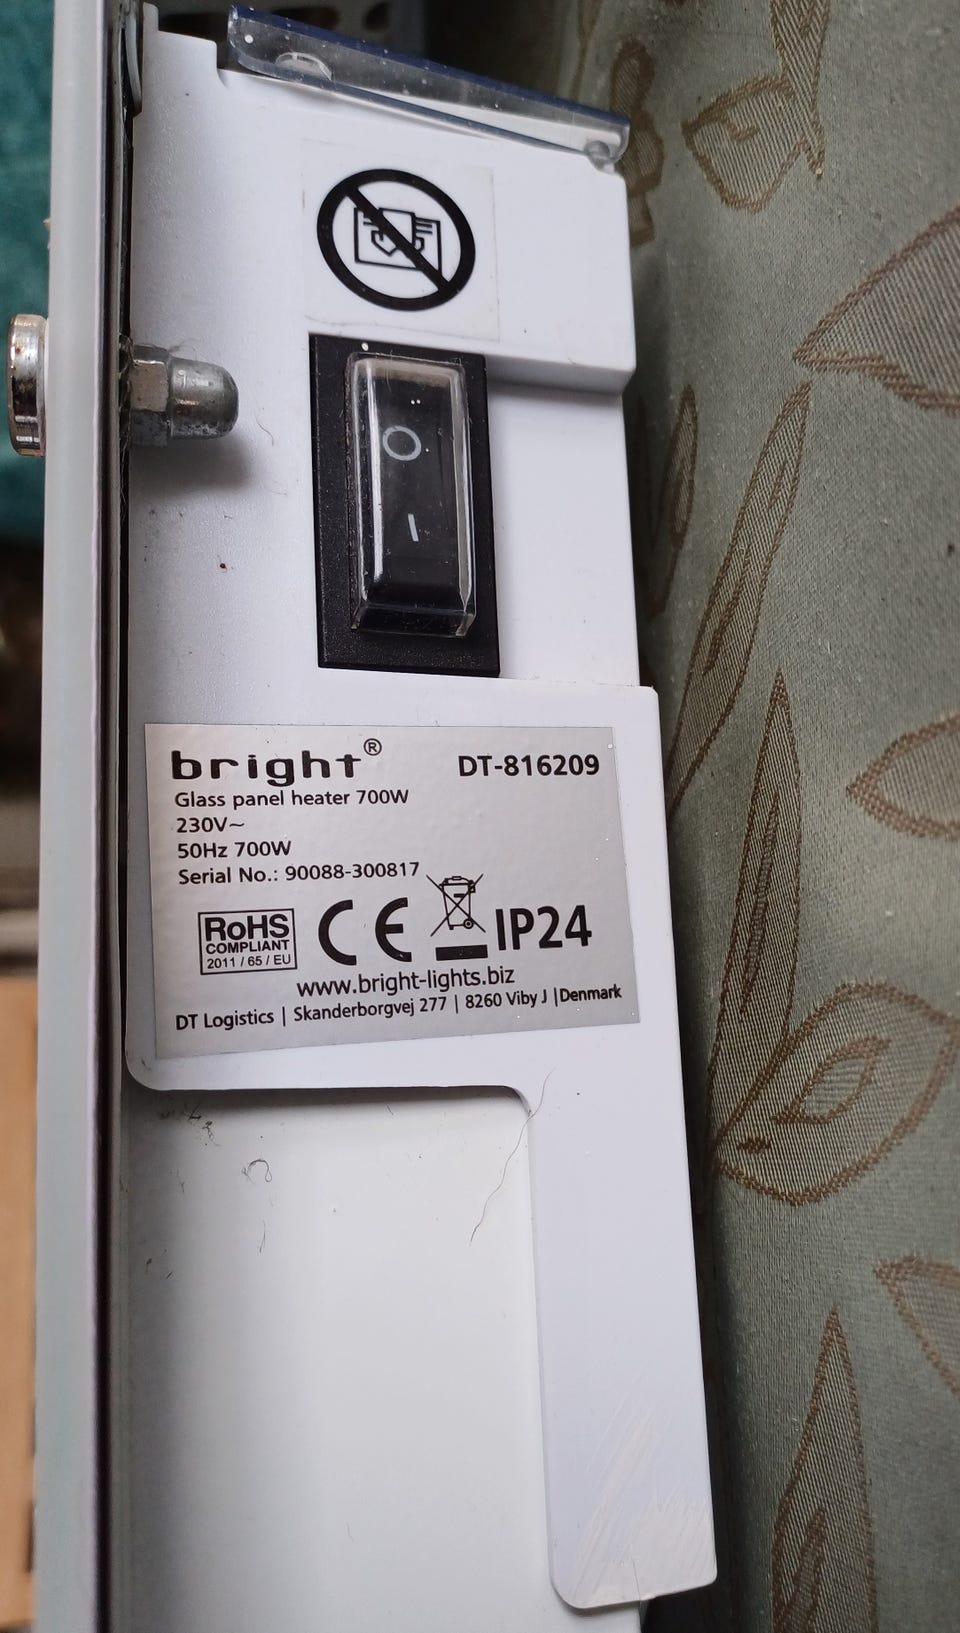 O
I
bright®
DT-816209
Glass panel heater 700W
230V~
50Hz 700W
Serial No.: 90088-300817
RoHS
COMPLIANT
2011 / 65 / EU
CE
IP24
www.bright-lights.biz
DT Logistics | Skanderborgvej 277 | 8260 Viby J |Denmark